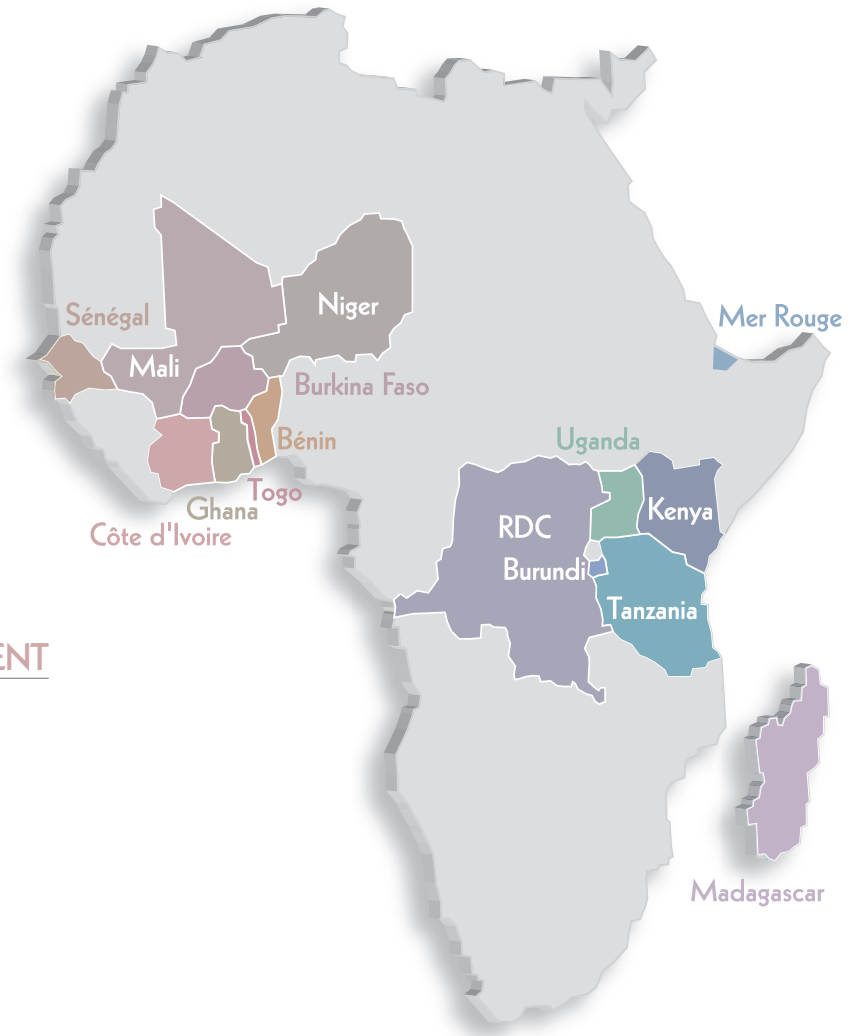 Niger
Sénégal
Mer Rouge
Mali
Burkina Faso
Bénin
Uganda
Togo
Ghana
Kenya
Côte d'Ivoire
RDC
Burundi
Tanzania
ENT
Madagascar